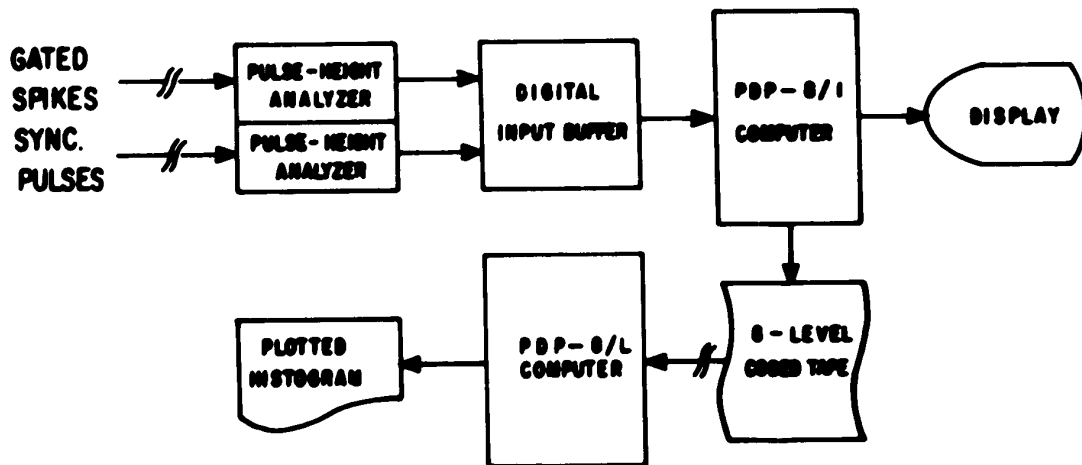 GATED
SPIKES
SYNC.
PULSES
PULSE-HEIGHT
ANALYZER
PULSE-HEIGHT
ANALYZER
DIGITAL
INPUT BUFFER
PDP-8/I
COMPUTER
DISPLAY
8-LEVEL
CODED TAPE
PDP-8/L
COMPUTER
PLOTTED
HISTOGRAM